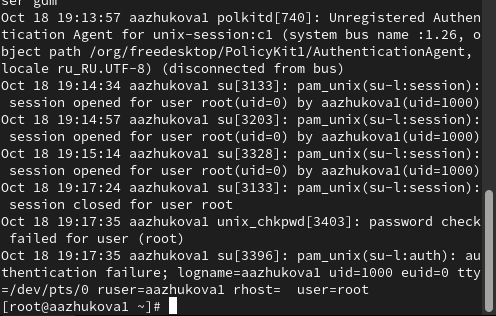 ser gdm
Oct 18 19:13:57 aazhukova1 polkitd[740]: Unregistered Authen
tication Agent for unix-session:c1 (system bus name :1.26, o
bject path /org/freedesktop/PolicyKit1/AuthenticationAgent,
locale ru_RU.UTF-8) (disconnected from bus)
Oct 18 19:14:34 aazhukova1 su[3133]: pam_unix(su-l:session):
 session opened for user root(uid=0) by aazhukova1(uid=1000)
Oct 18 19:14:57 aazhukova1 su[3203]: pam_unix(su-l:session):
 session opened for user root(uid=0) by aazhukova1(uid=1000)
Oct 18 19:15:14 aazhukova1 su[3328]: pam_unix(su-l:session):
 session opened for user root(uid=0) by aazhukova1(uid=1000)
Oct 18 19:17:24 aazhukova1 su[3133]: pam_unix(su-l:session):
 session closed for user root
Oct 18 19:17:35 aazhukova1 unix_chkpwd[3403]: password check
 failed for user (root)
Oct 18 19:17:35 aazhukova1 su[3396]: pam_unix(su-l:auth): au
thentication failure; logname=aazhukova1 uid=1000 euid=0 tty
=/dev/pts/0 ruser=aazhukova1 rhost=  user=root
[root@aazhukova1 ~]#